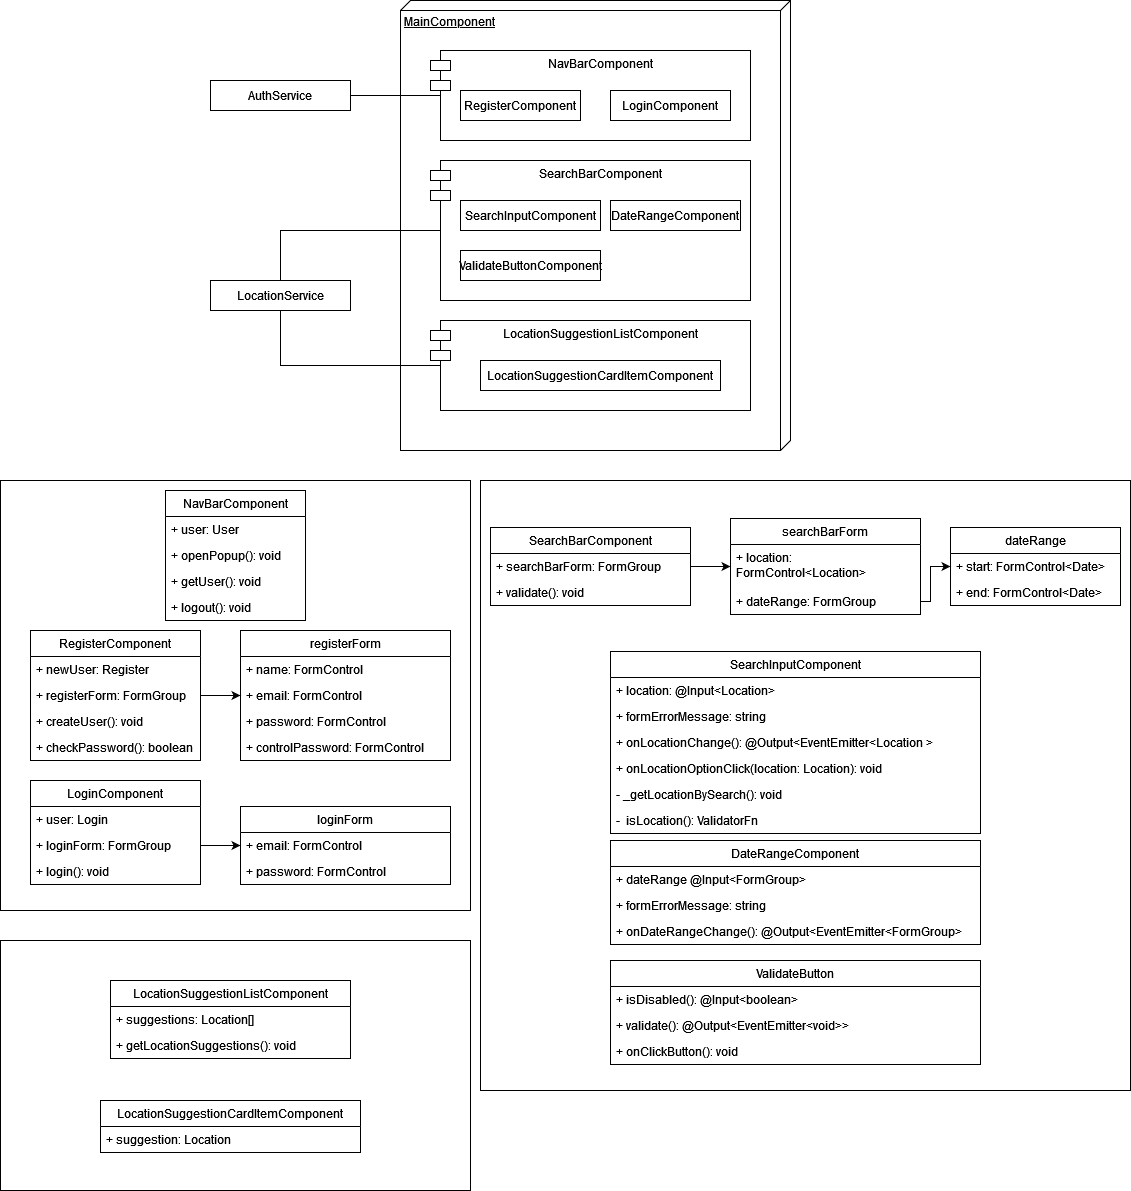 MainComponent
NavBarComponent
AuthService
RegisterComponent
LoginComponent
SearchBarComponent
SearchInputComponent
DateRangeComponent
ValidateButtonComponent
LocationService
LocationSuggestionListComponent
LocationSuggestionCardItemComponent
NavBarComponent
+ user: User
+ openPopup(): void
+ getUser(): void
+ logout(): void
RegisterComponent
+ newUser: Register
+ registerForm: FormGroup
+ createUser(): void
+ checkPassword(): boolean
registerForm
+ name: FormControl
+ email: FormControl
+ password: FormControl
+ controlPassword: FormControl
LoginComponent
+ user: Login
+ loginForm: FormGroup
+ login(): void
loginForm
+ email: FormControl
+ password: FormControl
SearchBarComponent
+ searchBarForm: FormGroup
+ validate(): void
searchBarForm
+ location:
FormControl<Location>
+ dateRange: FormGroup
dateRange
+ start: FormControl<Date>
+ end: FormControl<Date>
SearchInputComponent
+ location: @Input<Location>
+ formErrorMessage: string
+ onLocationChange(): @Output<EventEmitter<Location >
+ onLocationOptionClick(location: Location): void
- _getLocationBySearch(): void
- isLocation(): ValidatorFn
DateRangeComponent
+ dateRange @Input<FormGroup>
+ formErrorMessage: string
+ onDateRangeChange(): @Output<EventEmitter<FormGroup>
ValidateButton
+ isDisabled(): @Input<boolean>
+ validate(): @Output<EventEmitter<void>>
+ onClickButton(): void
LocationSuggestionListComponent
+ suggestions: Location[]
+ getLocationSuggestions(): void
LocationSuggestionCardItemComponent
+ suggestion: Location